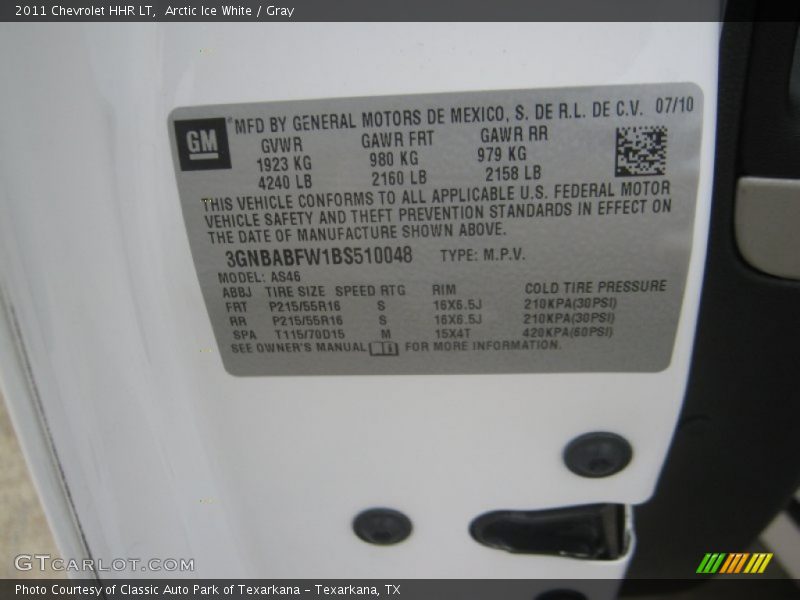 2011 Chevrolet HHR LT, Arctic Ice White / Gray
GM
MFD BY GENERAL MOTORS DE MEXICO, S. DE R.L. DE C.V. 07/10
GVWR GAWR FRT GAWR RR
1923 KG 980 KG 979 KG
4240 LB 2160 LB 2158 LB
THIS VEHICLE CONFORMS TO ALL APPLICABLE U.S. FEDERAL MOTOR
VEHICLE SAFETY AND THEFT PREVENTION STANDARDS IN EFFECT ON
THE DATE OF MANUFACTURE SHOWN ABOVE.
3GNBABFW1BS510048 TYPE: M.P.V.
MODEL: AS46
ABBJ TIRE SIZE SPEED RTG RIM COLD TIRE PRESSURE
FRT P215/55R16 S 16X6.5J 210KPA(30PSI)
RR P215/55R16 S 16X6.5J 210KPA(30PSI)
SPA T115/70D15 M 15X4T 420KPA(60PSI)
SEE OWNER'S MANUAL FOR MORE INFORMATION.
GTCARLOT.COM
Photo Courtesy of Classic Auto Park of Texarkana - Texarkana, TX